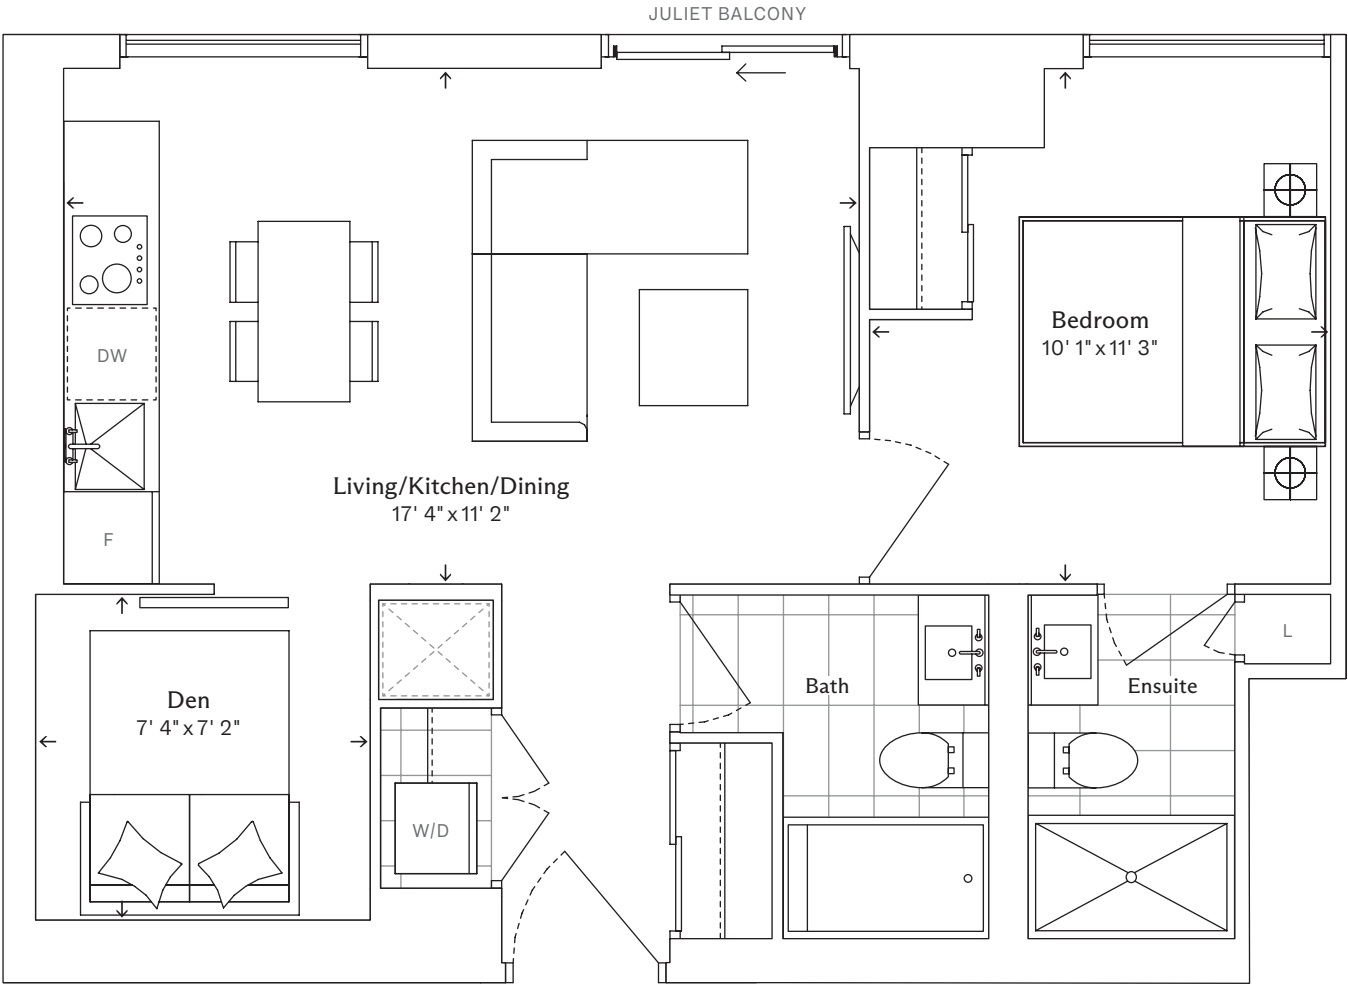 JULIET BALCONY
DW
F
Living/Kitchen/Dining
17' 4" x 11' 2"
Bedroom
10' 1" x 11' 3"
Den
7' 4" x 7' 2"
W/D
Bath
Ensuite
L